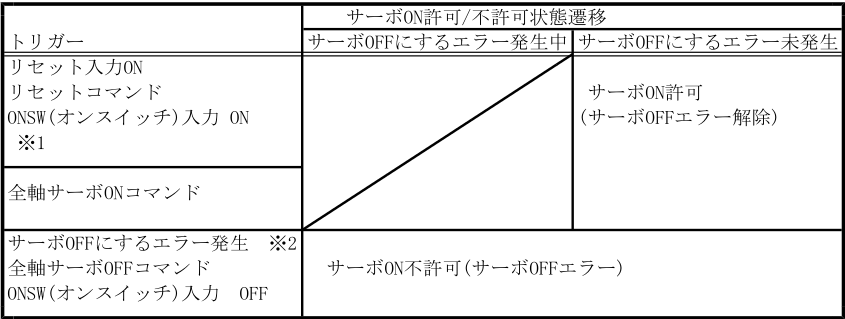 サーボON許可/不許可状態遷移
トリガー
サーボOFFにするエラー発生中
サーボOFFにするエラー未発生
リセット入力ON
リセットコマンド
ONSW(オンスイッチ)入力 ON
※1
サーボON許可
(サーボOFFエラー解除)
全軸サーボONコマンド
サーボOFFにするエラー発生 ※2
全軸サーボOFFコマンド
ONSW(オンスイッチ)入力 OFF
サーボON不許可(サーボOFFエラー)